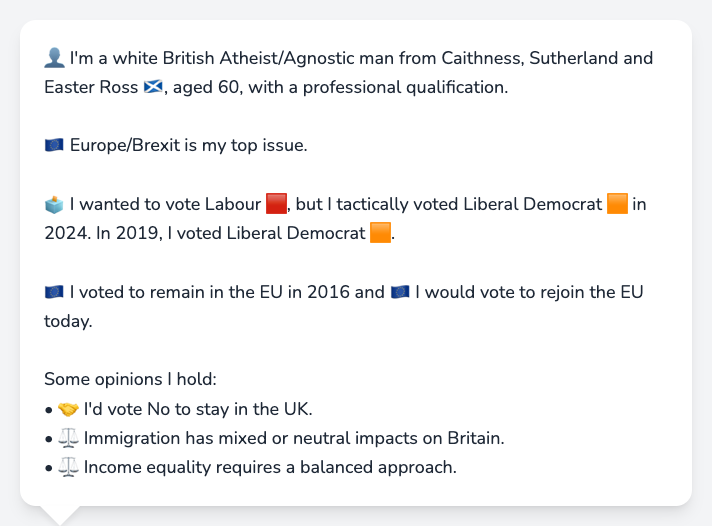 👤 I'm a white British Atheist/Agnostic man from Caithness, Sutherland and
Easter Ross 🏴󠁧󠁢󠁳󠁣󠁴󠁿, aged 60, with a professional qualification.
🇪🇺 Europe/Brexit is my top issue.
🗳️ I wanted to vote Labour 🟥, but I tactically voted Liberal Democrat 🟧 in
2024. In 2019, I voted Liberal Democrat 🟧.
🇪🇺 I voted to remain in the EU in 2016 and 🇪🇺 I would vote to rejoin the EU
today.
Some opinions I hold:
• 🤝 I'd vote No to stay in the UK.
• ⚖️ Immigration has mixed or neutral impacts on Britain.
• ⚖️ Income equality requires a balanced approach.